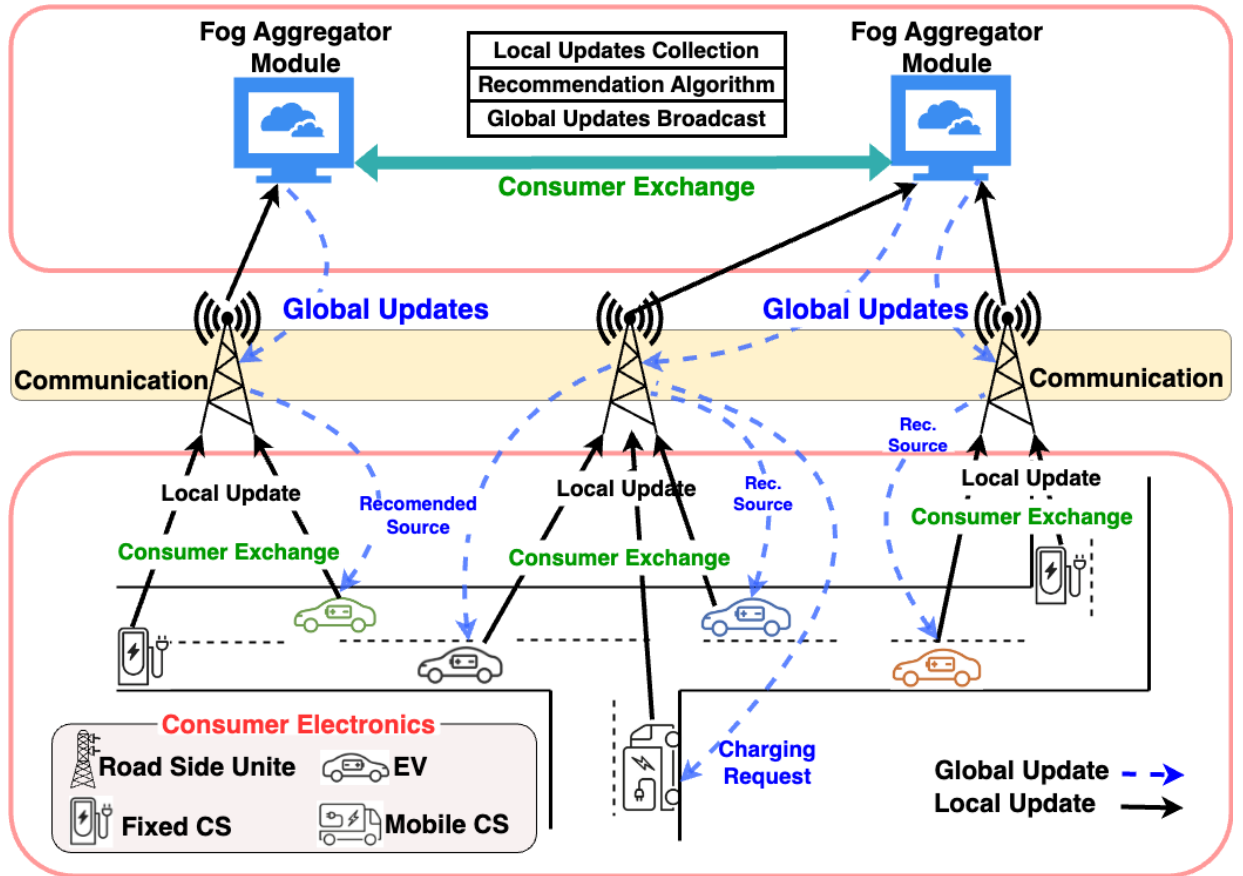 Fog Aggregator
Module
Local Updates Collection
Recommendation Algorithm
Global Updates Broadcast
Fog Aggregator
Module
Consumer Exchange
Global Updates
Global Updates
Communication
Communication
Local Update
Recomended
Source
Consumer Exchange
Local Update
Rec.
Source
Consumer Exchange
Rec.
Source
Local Update
Consumer Exchange
Charging
Request
Consumer Electronics
Road Side Unite
EV
Fixed CS
Mobile CS
Global Update
Local Update